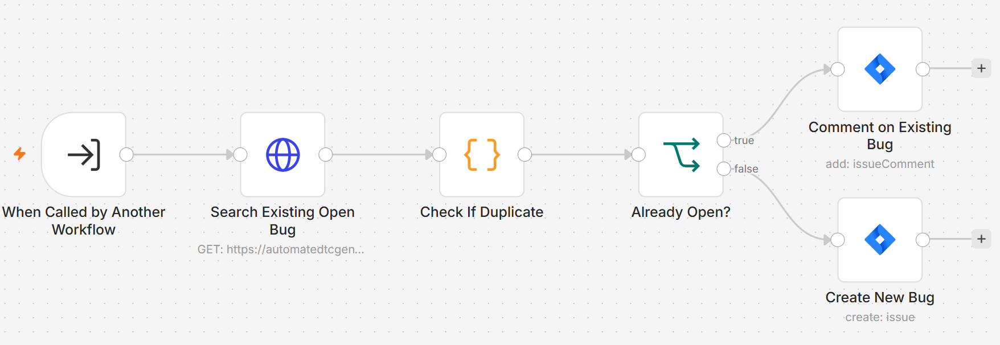 When Called by Another
Workflow
Search Existing Open
Bug
GET: https://automatedtcgen...
Check If Duplicate
Already Open?
true
false
Comment on Existing
Bug
add: issueComment
Create New Bug
create: issue